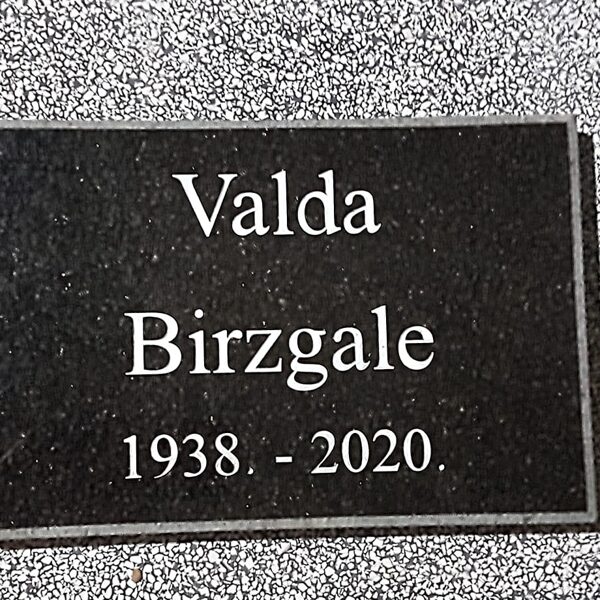 Valda
Birzgale
1938. - 2020.